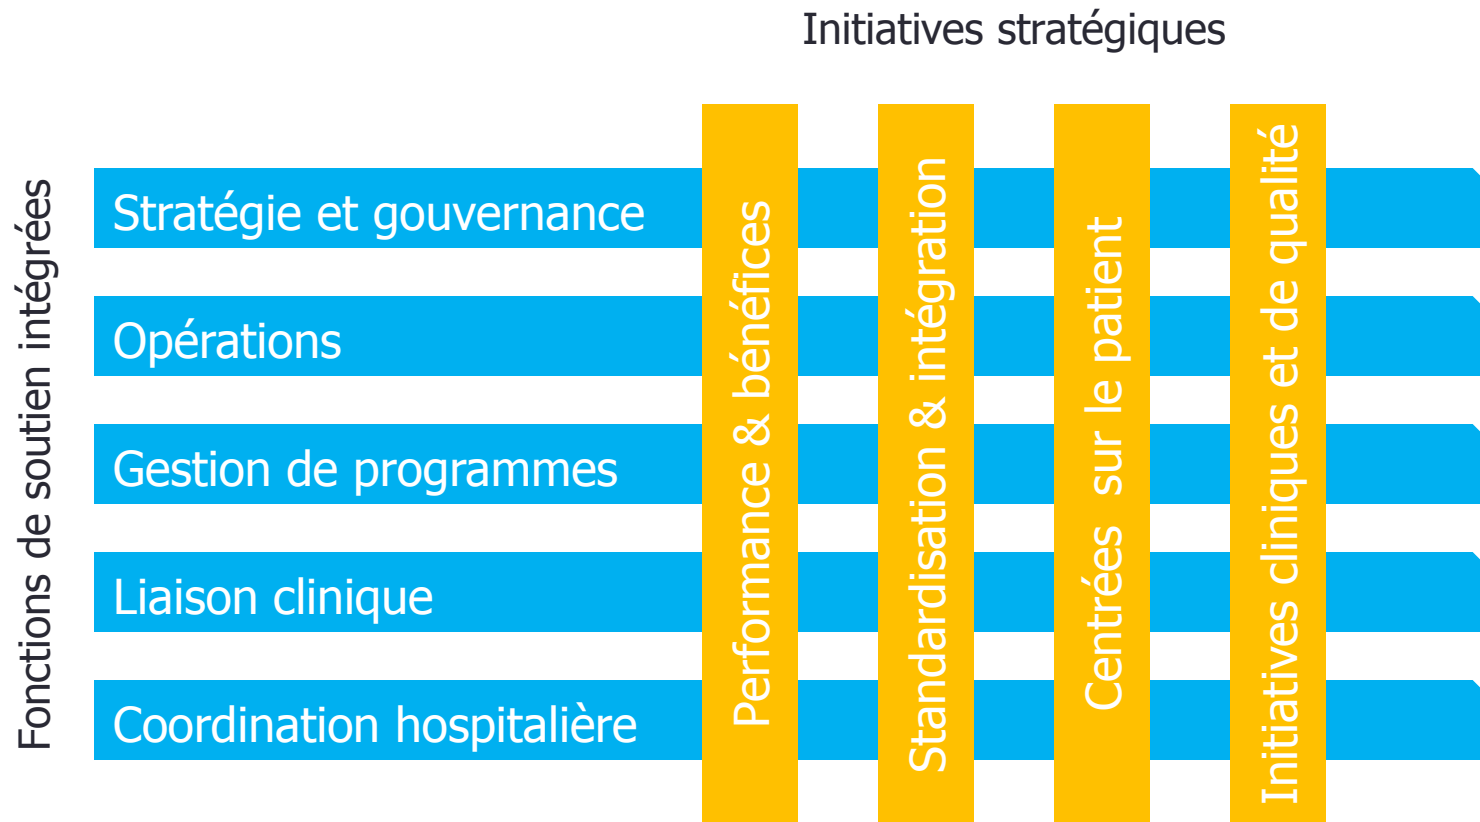 Initiatives stratégiques
Fonctions de soutien intégrées
Stratégie et gouvernance
Opérations
Gestion de programmes
Liaison clinique
Coordination hospitalière
Performance & bénéfices
Standardisation & intégration
Centrées sur le patient
Initiatives cliniques et de qualité